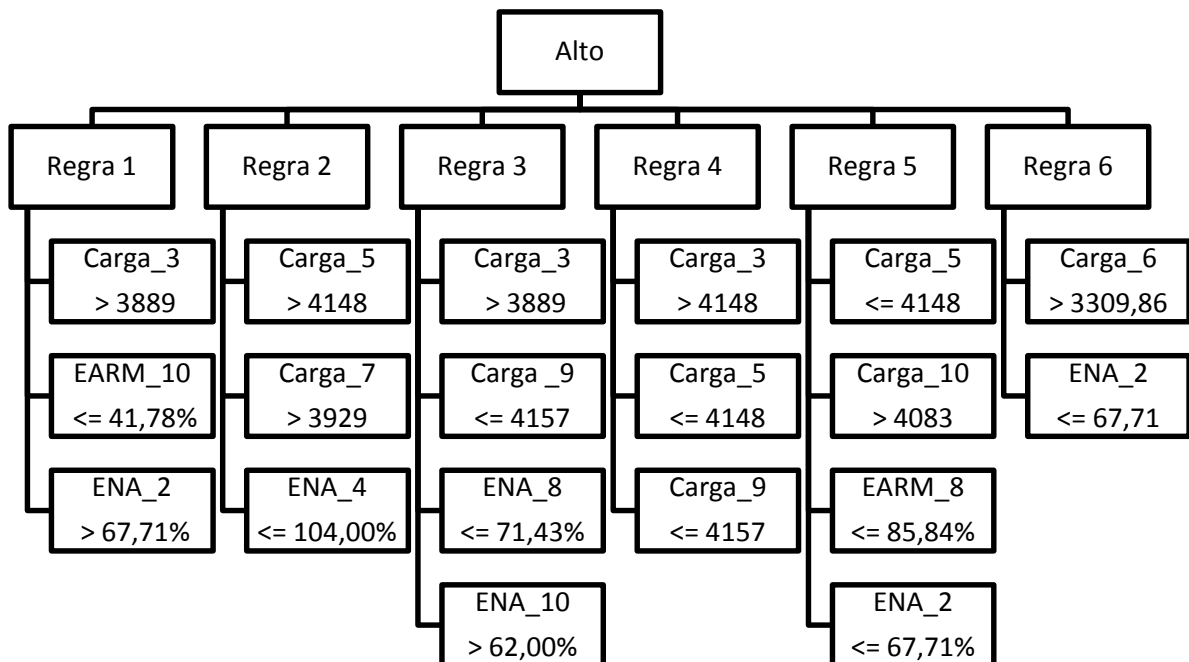 Alto
Regra 1
Regra 2
Regra 3
Regra 4
Regra 5
Regra 6
Carga_3
> 3889
EARM_10
<= 41,78%
ENA_2
> 67,71%
Carga_5
> 4148
Carga_7
> 3929
ENA_4
<= 104,00%
Carga_3
> 3889
Carga _9
<= 4157
ENA_8
<= 71,43%
ENA_10
> 62,00%
Carga_3
> 4148
Carga_5
<= 4148
Carga_9
<= 4157
Carga_5
<= 4148
Carga_10
> 4083
EARM_8
<= 85,84%
ENA_2
<= 67,71%
Carga_6
> 3309,86
ENA_2
<= 67,71